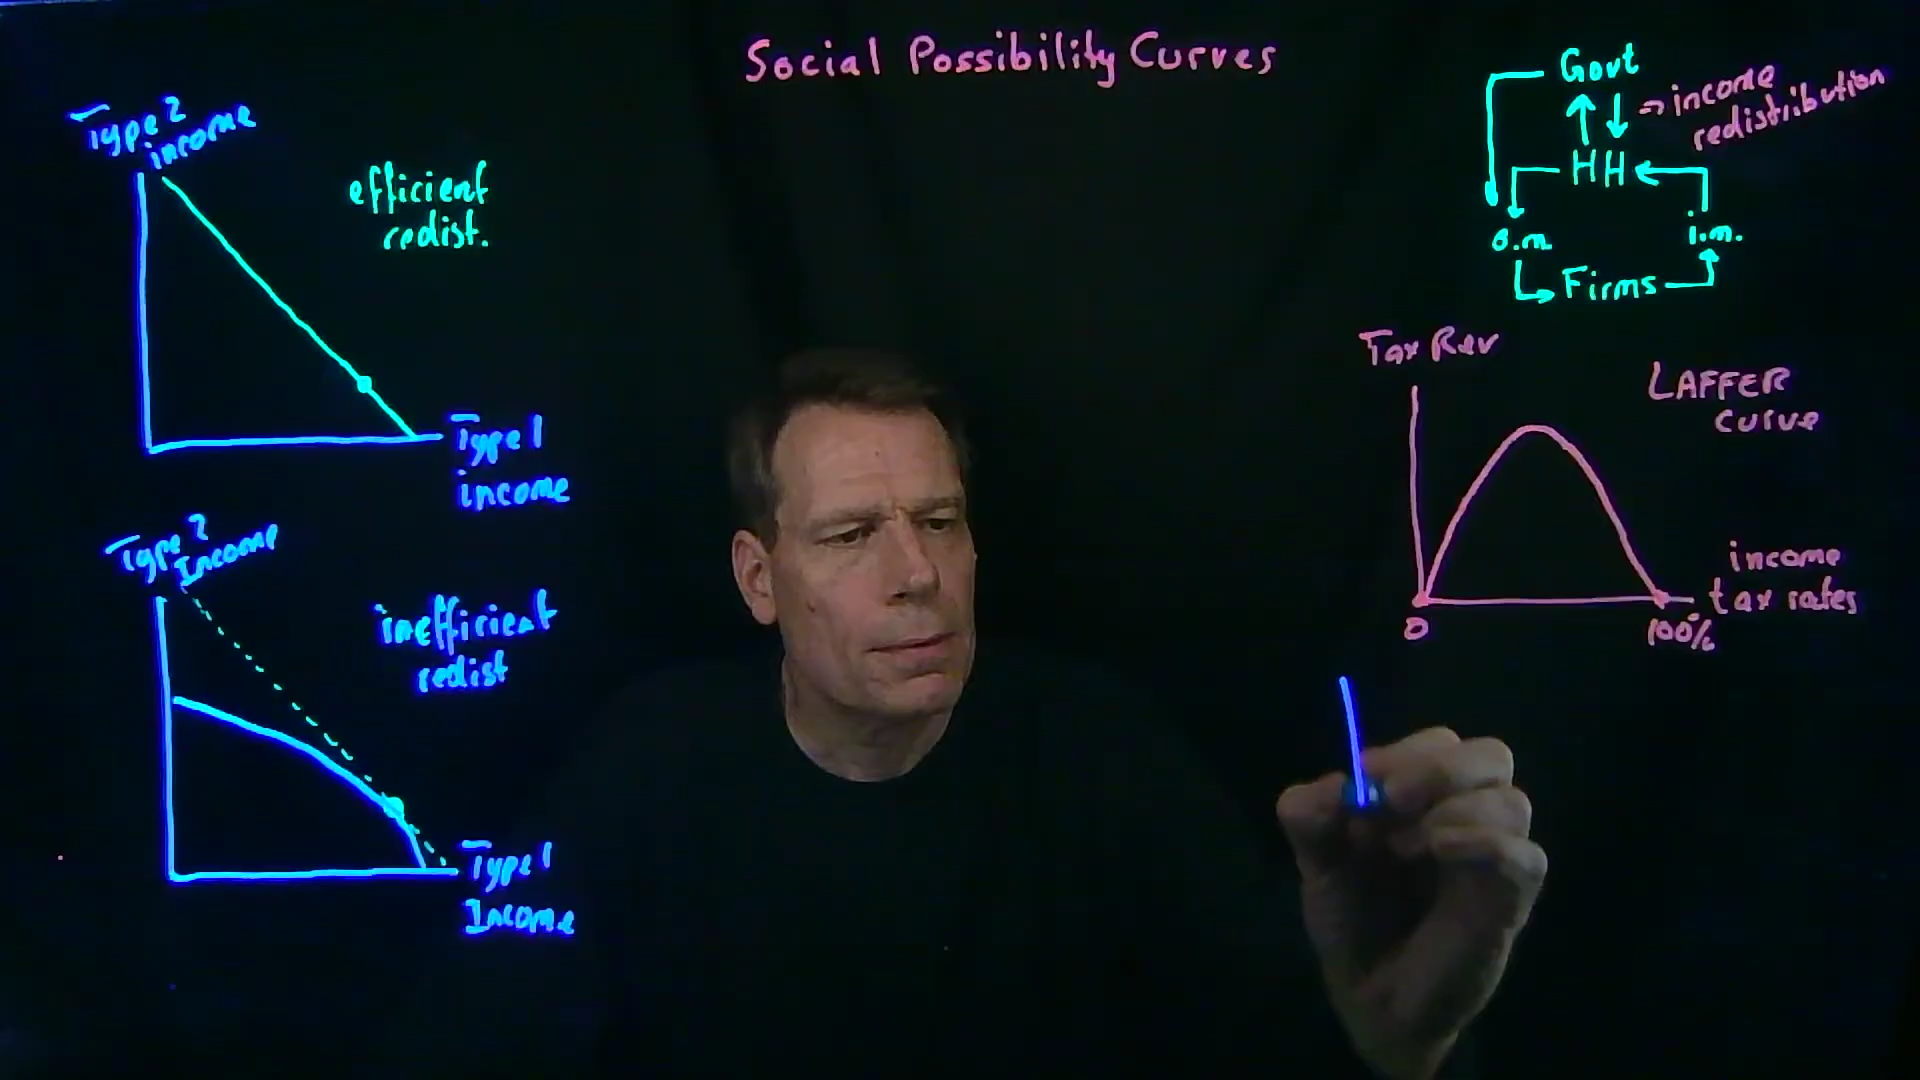 Social Possibility Curves
Type 2
income
efficient
redist.
Type 1
income
Type 2
Income
inefficient
redist
Type 1
Income
Govt
⇒ income
redistribution
HH
o.m.
i.m.
Firms
Tax Rev
LAFFER
curve
income
tax rates
0
100%